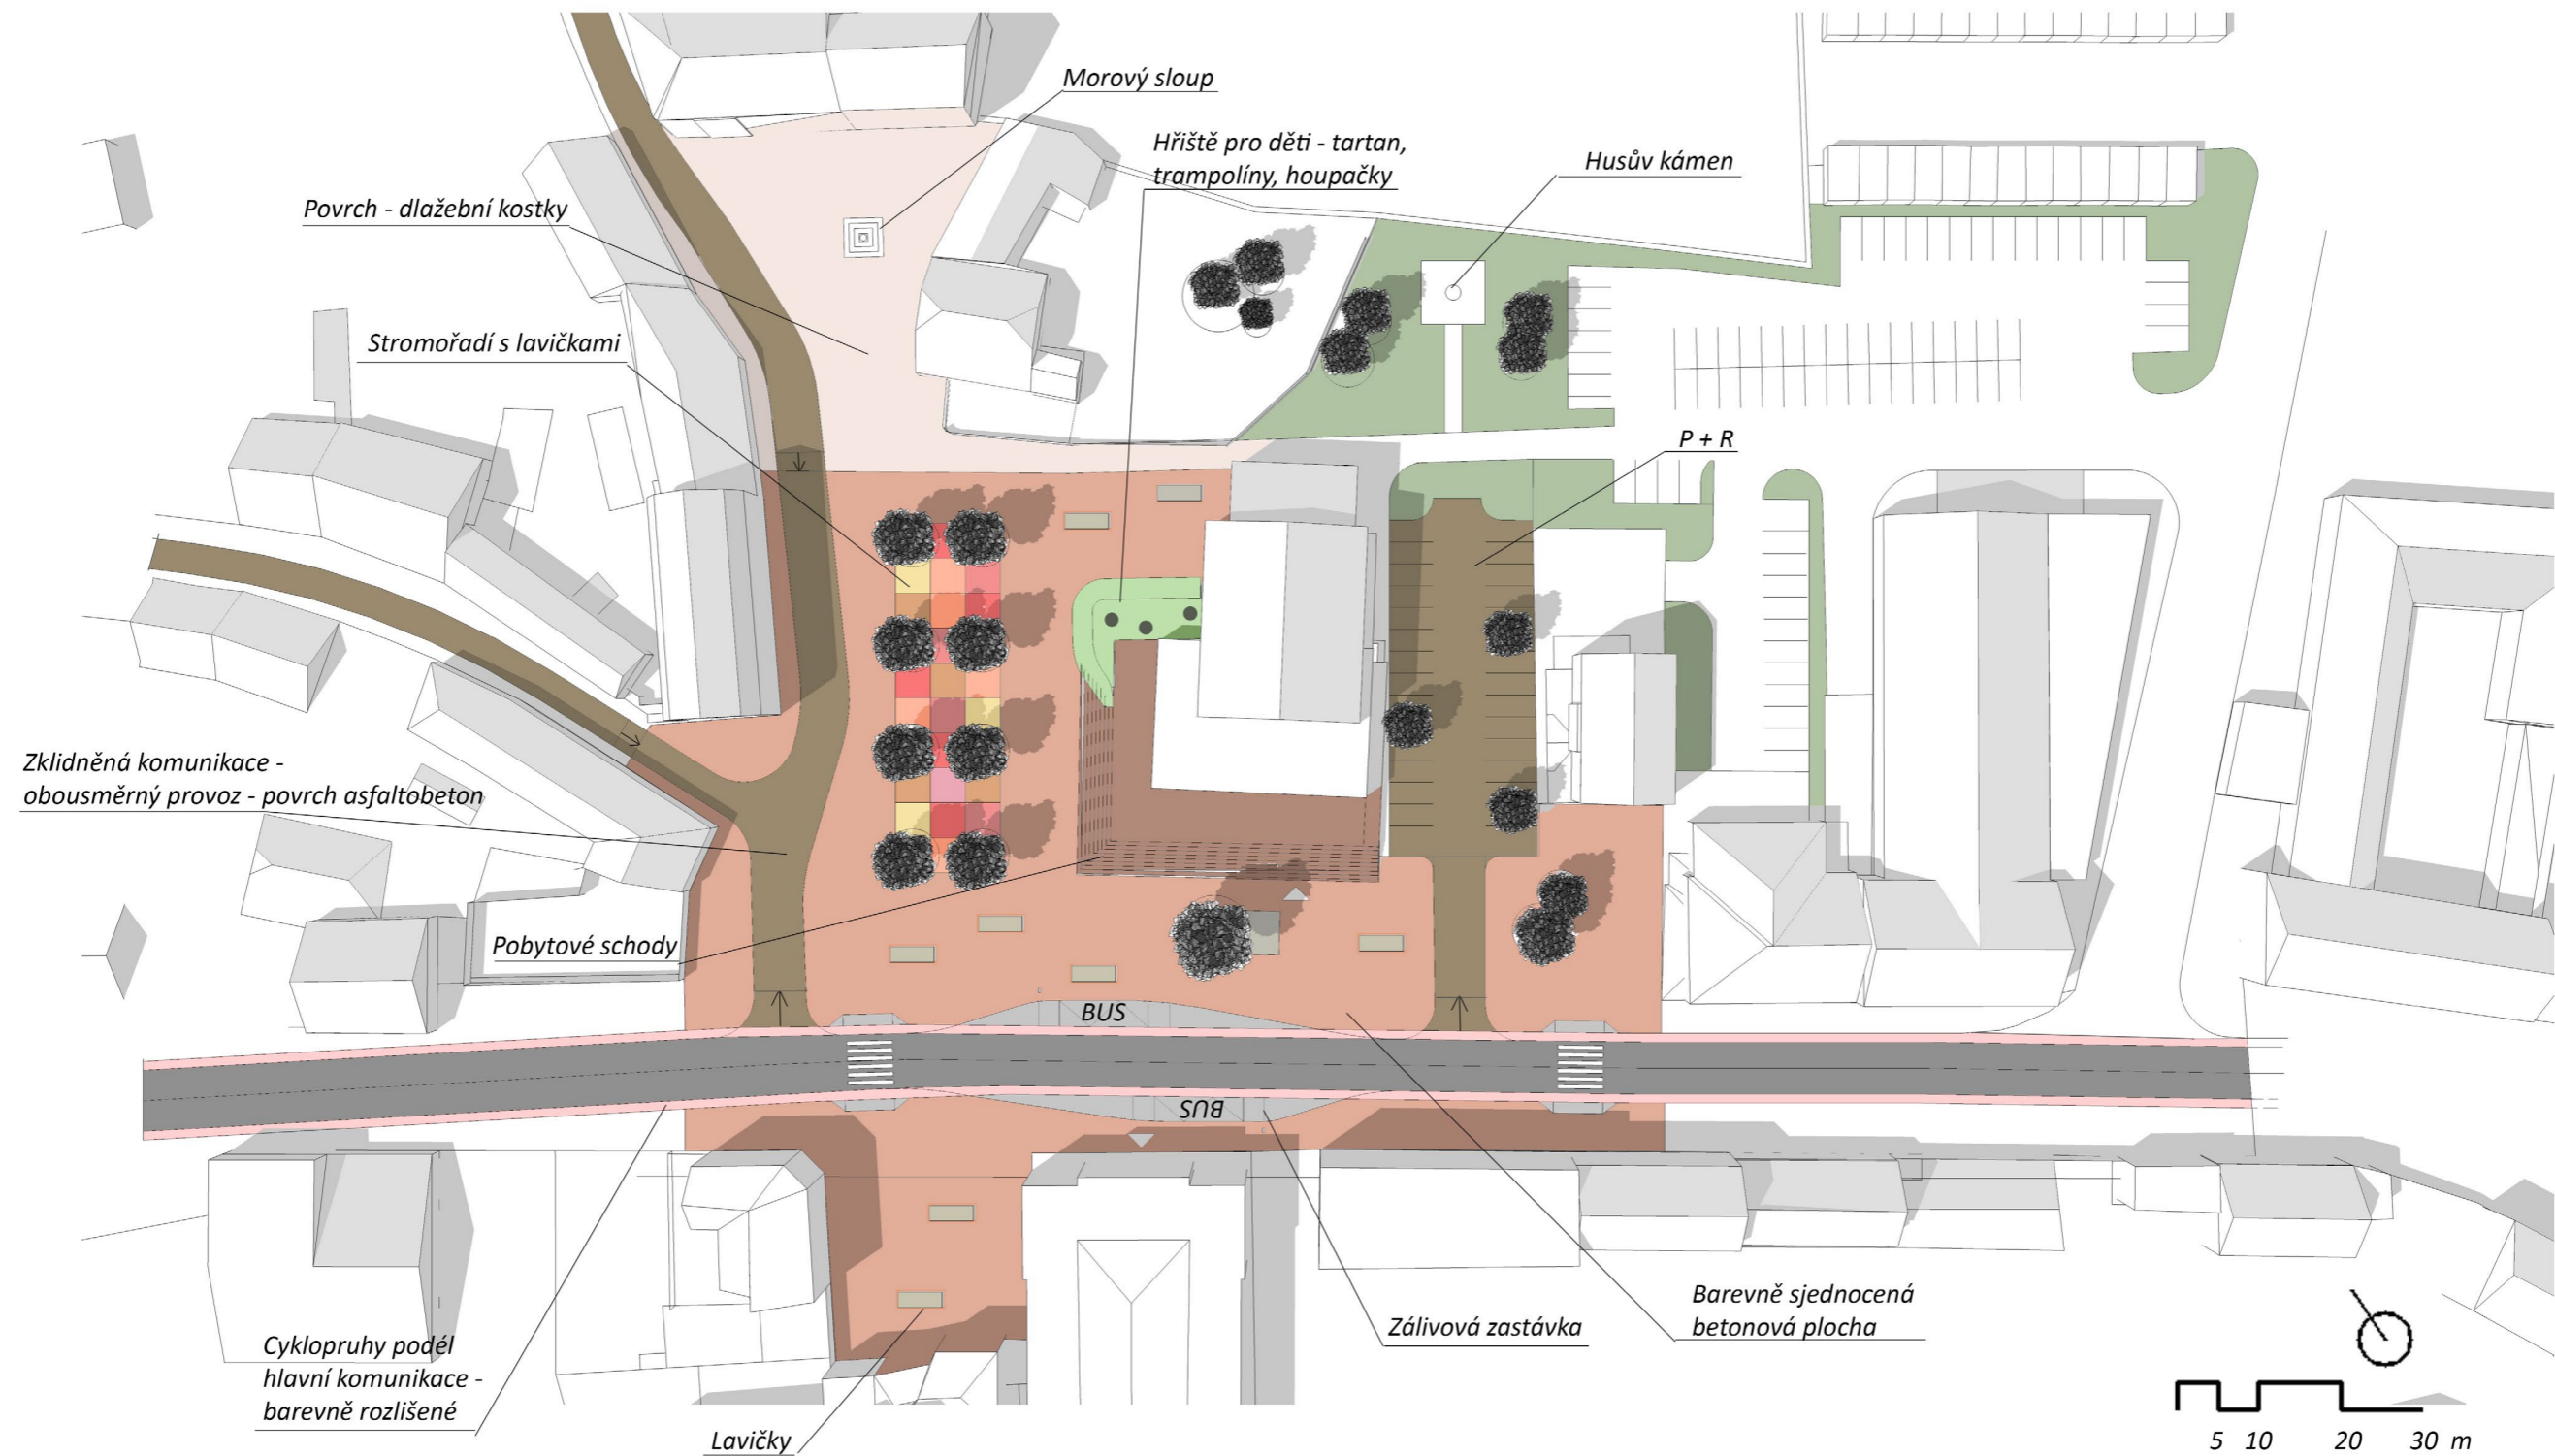 Morový sloup
Hřiště pro děti - tartan,
trampolíny, houpačky
Husův kámen
Povrch - dlažební kostky
Stromořadí s lavičkami
P + R
Zklidněná komunikace -
obousměrný provoz - povrch asfaltobeton
Pobytové schody
BUS
BUS
Cyklopruhy podél
hlavní komunikace -
barevně rozlišené
Lavičky
Zálivová zastávka
Barevně sjednocená
betonová plocha
5 10 20 30 m